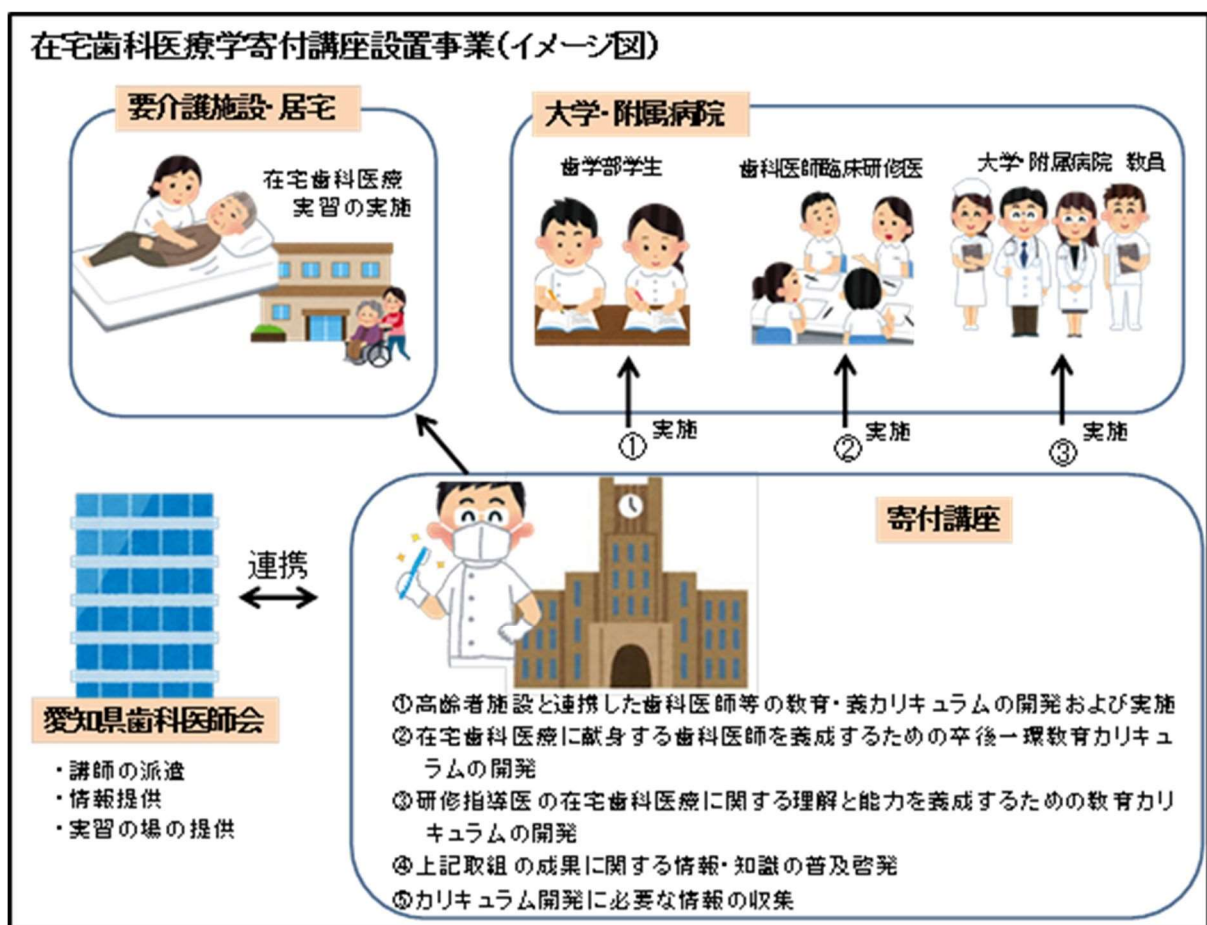 在宅歯科医療学寄付講座設置事業(イメージ図)
要介護施設・居宅
在宅歯科医療
実習の実施
大学・附属病院
歯学部学生
歯科医師臨床研修医
大学・附属病院 教員
① 実施
② 実施
③ 実施
連携
愛知県歯科医師会
・講師の派遣
・情報提供
・実習の場の提供
寄付講座
①高齢者施設と連携した歯科医師等の教育・養カリキュラムの開発および実施
②在宅歯科医療に献身する歯科医師を養成するための卒後一環教育カリキュ
ラムの開発
③研修指導医の在宅歯科医療に関する理解と能力を養成するための教育カリ
キュラムの開発
④上記取組の成果に関する情報・知識の普及啓発
⑤カリキュラム開発に必要な情報の収集